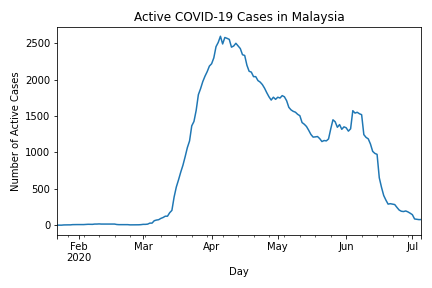 Active COVID-19 Cases in Malaysia
2500
2000
1500
1000
500
0
Number of Active Cases
Feb Mar Apr May Jun Jul
2020
Day